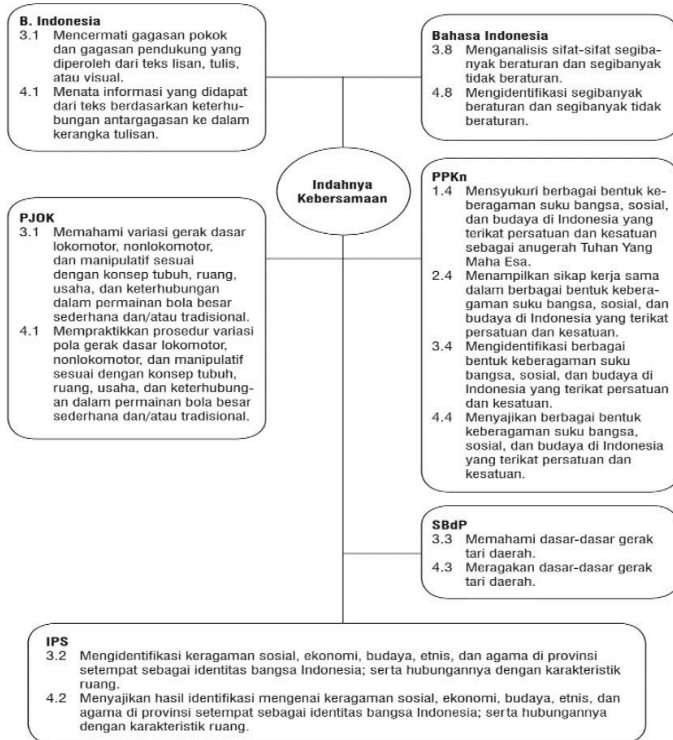 B. Indonesia
3.1 Mencermati gagasan pokok
dan gagasan pendukung yang
diperoleh dari teks lisan, tulis,
atau visual.
4.1 Menata informasi yang didapat
dari teks berdasarkan keterhu-
bungan antargagasan ke dalam
kerangka tulisan.
Bahasa Indonesia
3.8 Menganalisis sifat-sifat segiba-
nyak beraturan dan segibanyak
tidak beraturan.
4.8 Mengidentifikasi segibanyak
beraturan dan segibanyak tidak
beraturan.
Indahnya
Kebersamaan
PJOK
3.1 Memahami variasi gerak dasar
lokomotor, nonlokomotor,
dan manipulatif sesuai
dengan konsep tubuh, ruang,
usaha, dan keterhubungan
dalam permainan bola besar
sederhana dan/atau tradisional.
4.1 Mempraktikkan prosedur variasi
pola gerak dasar lokomotor,
nonlokomotor, dan manipulatif
sesuai dengan konsep tubuh,
ruang, usaha, dan keterhubung-
an dalam permainan bola besar
sederhana dan/atau tradisional.
PPKn
1.4 Mensyukuri berbagai bentuk ke-
beragaman suku bangsa, sosial,
dan budaya di Indonesia yang
terikat persatuan dan kesatuan
sebagai anugerah Tuhan Yang
Maha Esa.
2.4 Menampilkan sikap kerja sama
dalam berbagai bentuk kebera-
gaman suku bangsa, sosial, dan
budaya di Indonesia yang terikat
persatuan dan kesatuan.
3.4 Mengidentifikasi berbagai
bentuk keberagaman suku
bangsa, sosial, dan budaya di
Indonesia yang terikat persatuan
dan kesatuan.
4.4 Menyajikan berbagai bentuk
keberagaman suku bangsa,
sosial, dan budaya di Indonesia
yang terikat persatuan dan
kesatuan.
SBdP
3.3 Memahami dasar-dasar gerak
tari daerah.
4.3 Meragakan dasar-dasar gerak
tari daerah.
IPS
3.2 Mengidentifikasi keragaman sosial, ekonomi, budaya, etnis, dan agama di provinsi
setempat sebagai identitas bangsa Indonesia; serta hubungannya dengan karakteristik
ruang.
4.2 Menyajikan hasil identifikasi mengenai keragaman sosial, ekonomi, budaya, etnis, dan
agama di provinsi setempat sebagai identitas bangsa Indonesia; serta hubungannya
dengan karakteristik ruang.